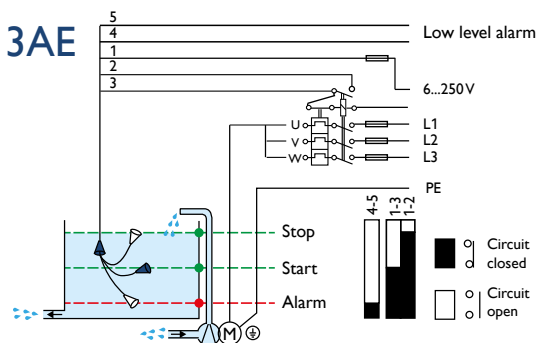 3AE
5
4
1
2
3
Low level alarm
6...250 V
U
V
W
L1
L2
L3
PE
Stop
Start
Alarm
M
4-5
1-3
1-2
Circuit
closed
Circuit
open